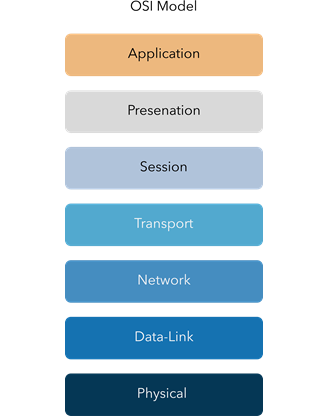 OSI Model
Application
Presenation
Session
Transport
Network
Data-Link
Physical